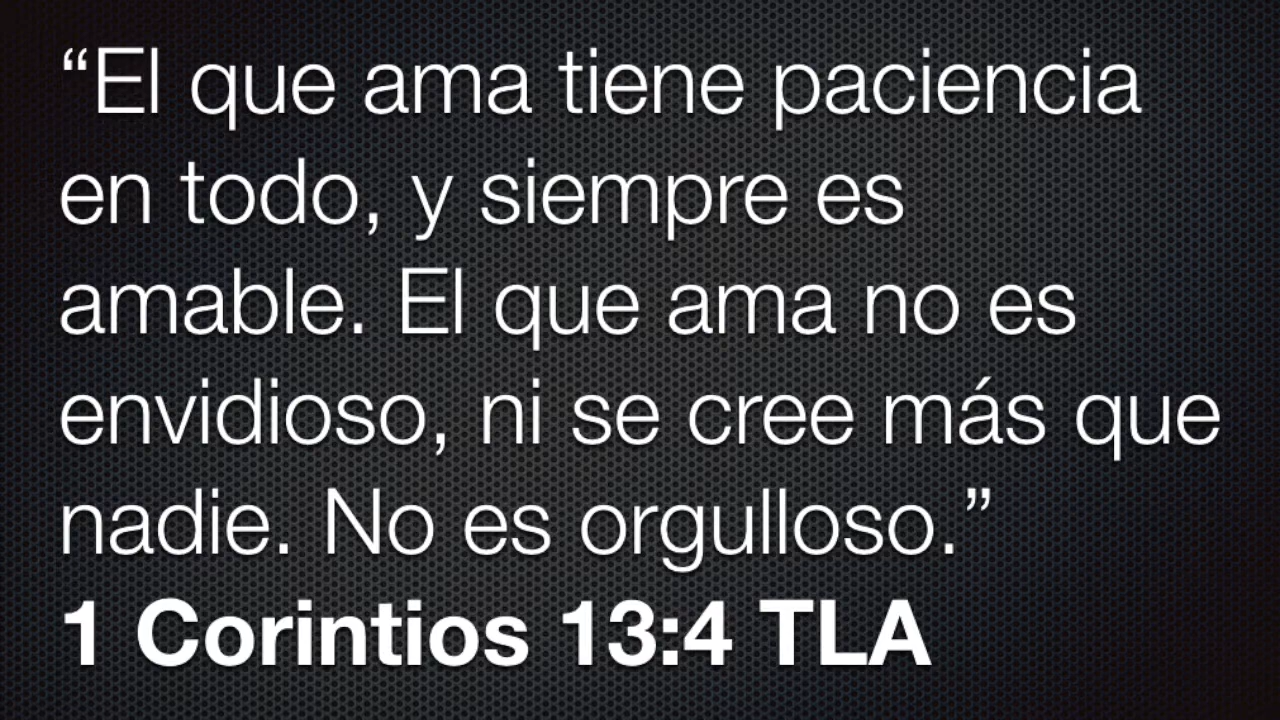 “El que ama tiene paciencia
en todo, y siempre es
amable. El que ama no es
envidioso, ni se cree más que
nadie. No es orgulloso.”
1 Corintios 13:4 TLA